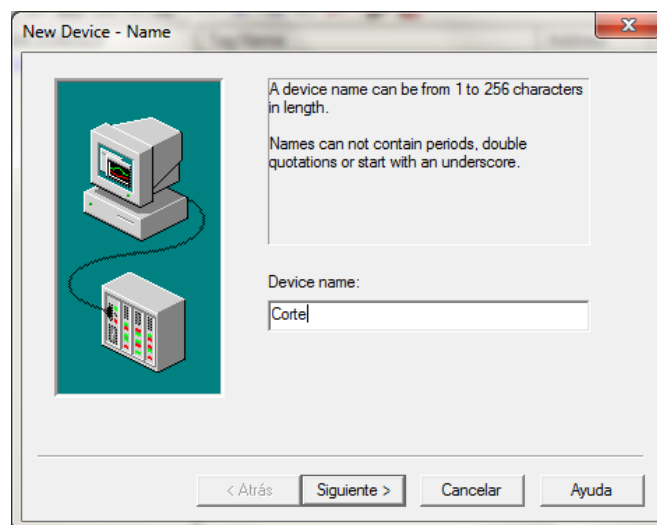 New Device - Name
A device name can be from 1 to 256 characters
in length.
Names can not contain periods, double
quotations or start with an underscore.
Device name:
Corte
< Atrás
Siguiente >
Cancelar
Ayuda